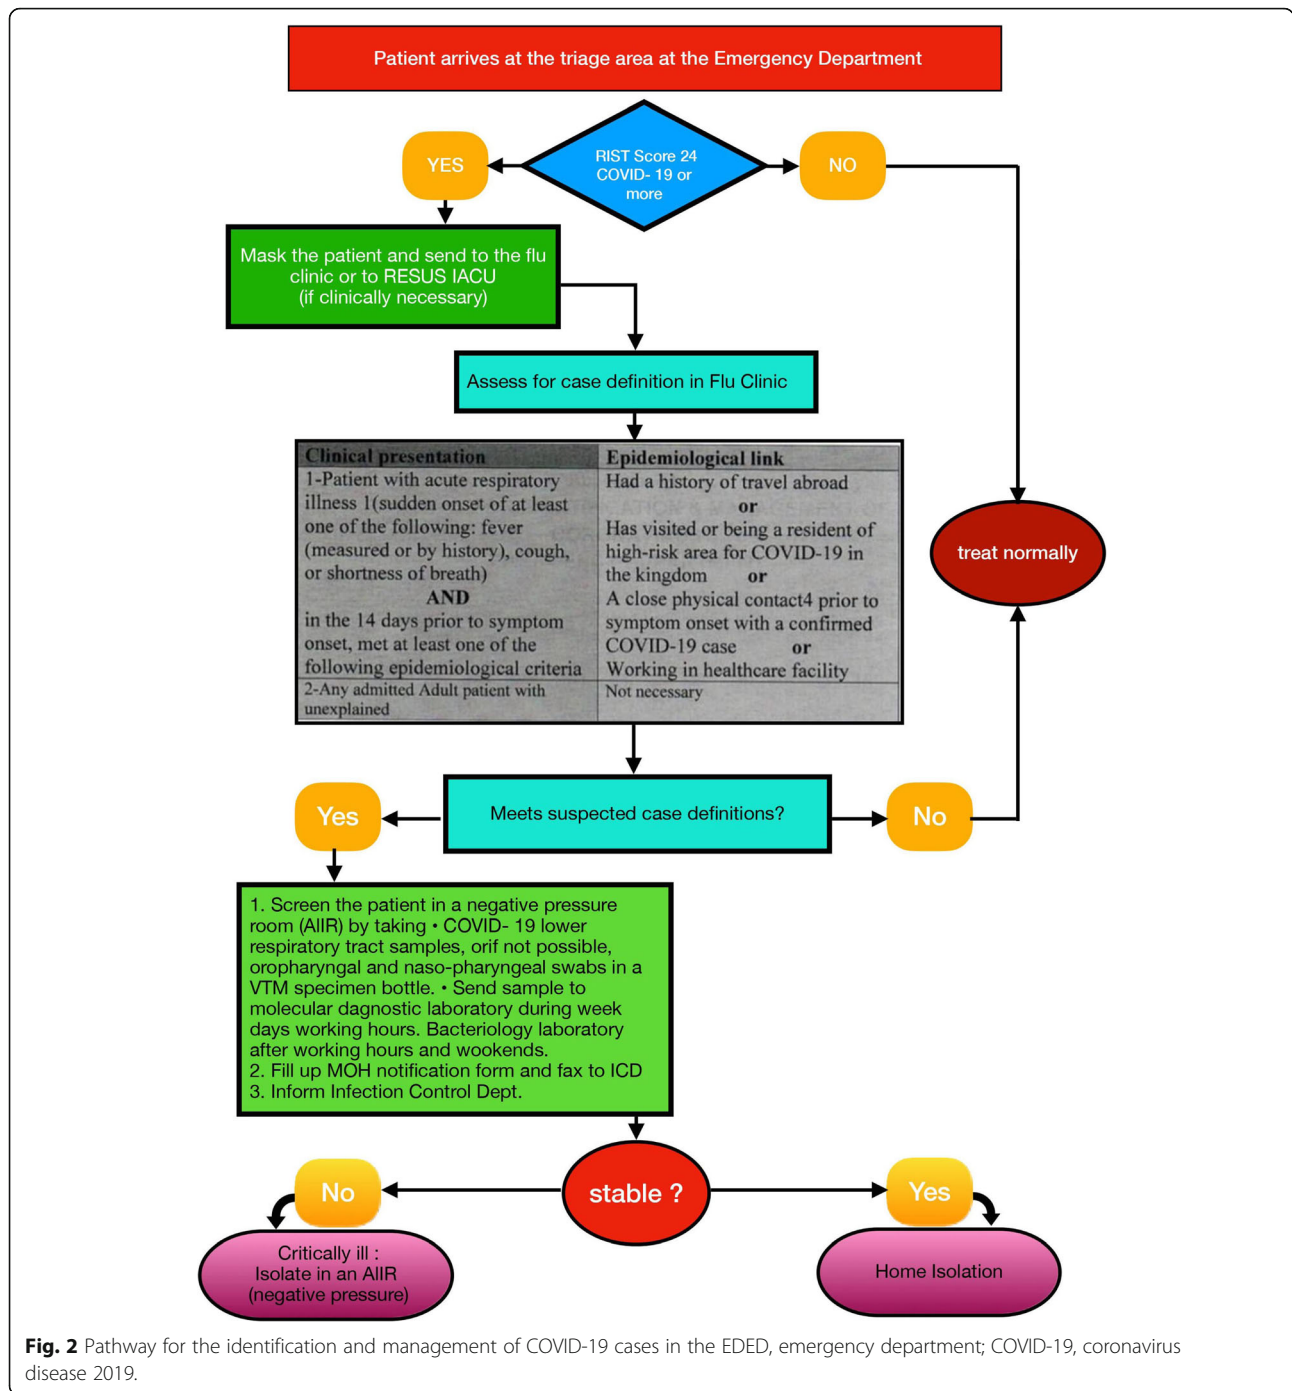 Patient arrives at the triage area at the Emergency Department
RIST Score 24
COVID- 19 or
more
YES
NO
Mask the patient and send to the flu
clinic or to RESUS IACU
(if clinically necessary)
Assess for case definition in Flu Clinic
Clinical presentation
1-Patient with acute respiratory
illness 1(sudden onset of at least
one of the following: fever
(measured or by history), cough,
or shortness of breath)
AND
in the 14 days prior to symptom
onset, met at least one of the
following epidemiological criteria
Epidemiological link
Had a history of travel abroad
or
Has visited or being a resident of
high-risk area for COVID-19 in
the kingdom or
A close physical contact4 prior to
symptom onset with a confirmed
COVID-19 case or
Working in healthcare facility
2-Any admitted Adult patient with
unexplained
Not necessary
treat normally
Meets suspected case definitions?
Yes
No
1. Screen the patient in a negative pressure
room (AIIR) by taking • COVID- 19 lower
respiratory tract samples, orif not possible,
oropharyngal and naso-pharyngeal swabs in a
VTM specimen bottle. • Send sample to
molecular dagnostic laboratory during week
days working hours. Bacteriology laboratory
after working hours and wookends.
2. Fill up MOH notification form and fax to ICD
3. Inform Infection Control Dept.
stable ?
No
Yes
Critically ill :
Isolate in an AIIR
(negative pressure)
Home Isolation
Fig. 2 Pathway for the identification and management of COVID-19 cases in the EDED, emergency department; COVID-19, coronavirus
disease 2019.